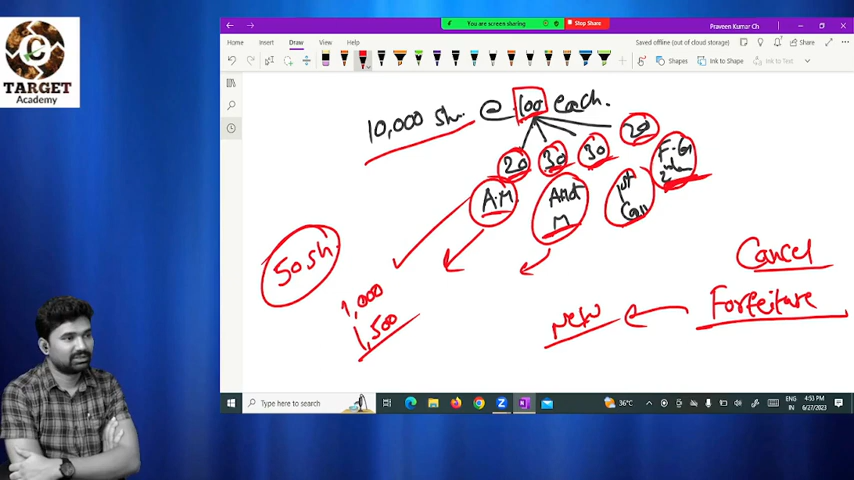 TARGET
Academy
You are screen sharing
Stop Share
Praveen Kumar Ch
Home Insert Draw View
Saved offline (out of cloud storage)
Share
Shapes
Ink to Shape
Ink to Text
10,000 sh. @ 100 each.
20 30 30 20
A.M
Allot M
1st Call
F. 
2nd
50 sh.
1,000
1,500
Cancel
Forfeiture
New
Type here to search
36°C
ENG
IN
4:53 PM
6/27/2023